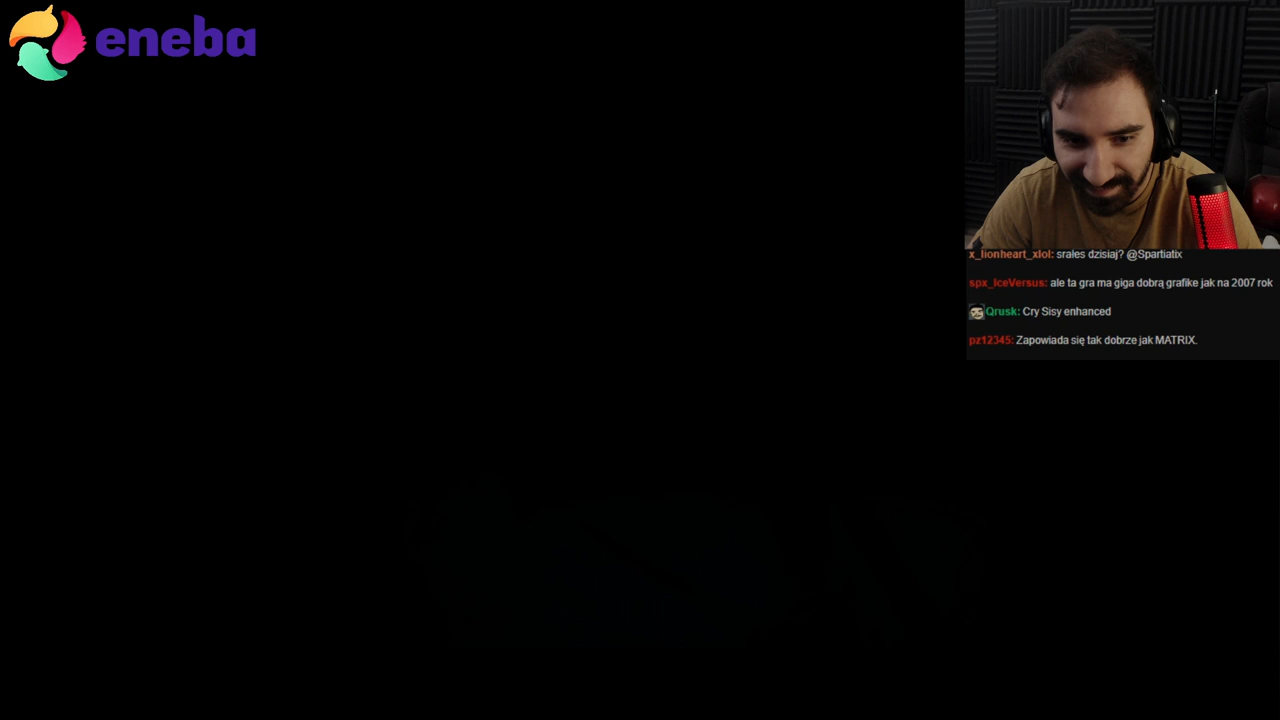 eneba
x_lionheart_xlol: srałes dzisiaj? @Spartiatix
spx_IceVersus: ale ta gra ma giga dobrą grafike jak na 2007 rok
Qrusk: Cry Sisy enhanced
pz12345: Zapowiada się tak dobrze jak MATRIX.